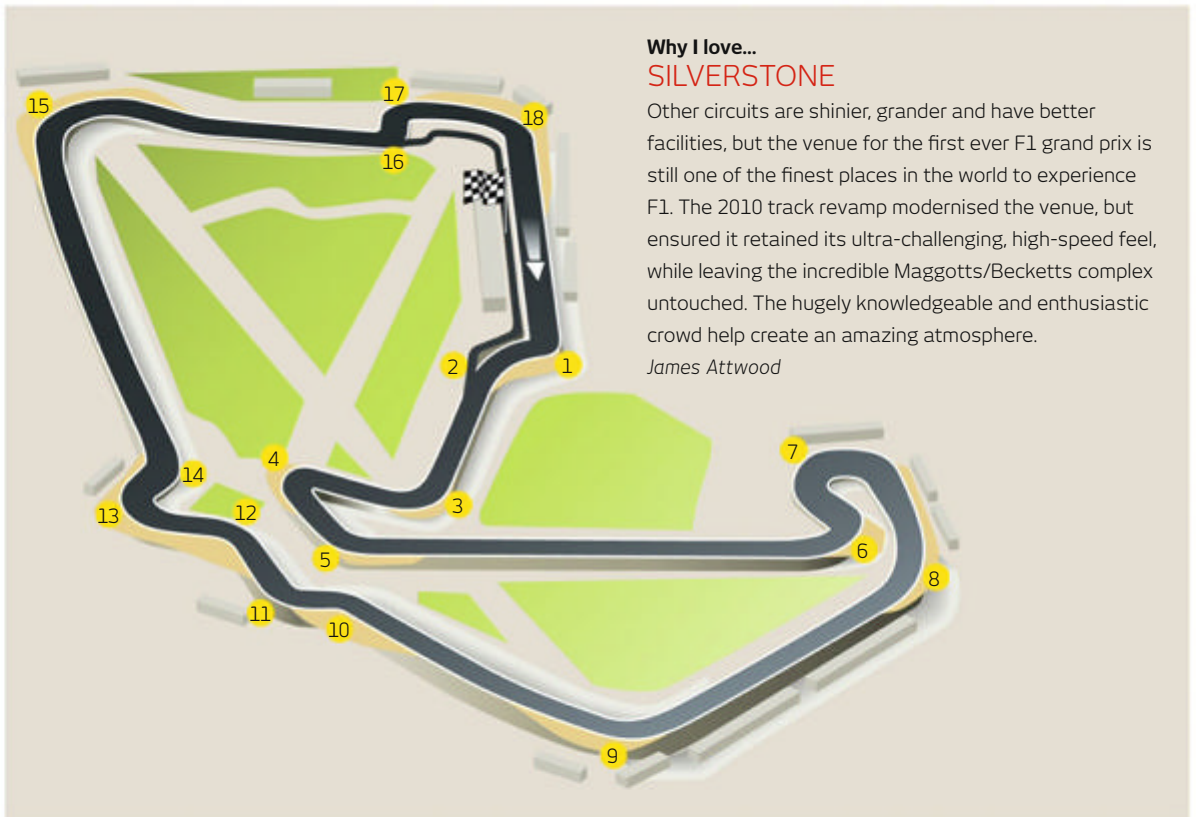 Why I love...
SILVERSTONE
Other circuits are shinier, grander and have better
facilities, but the venue for the first ever F1 grand prix is
still one of the finest places in the world to experience
F1. The 2010 track revamp modernised the venue, but
ensured it retained its ultra-challenging, high-speed feel,
while leaving the incredible Maggotts/Becketts complex
untouched. The hugely knowledgeable and enthusiastic
crowd help create an amazing atmosphere.
James Attwood
15
17
18
16
2
1
4
7
14
3
13
12
5
6
8
11
10
9